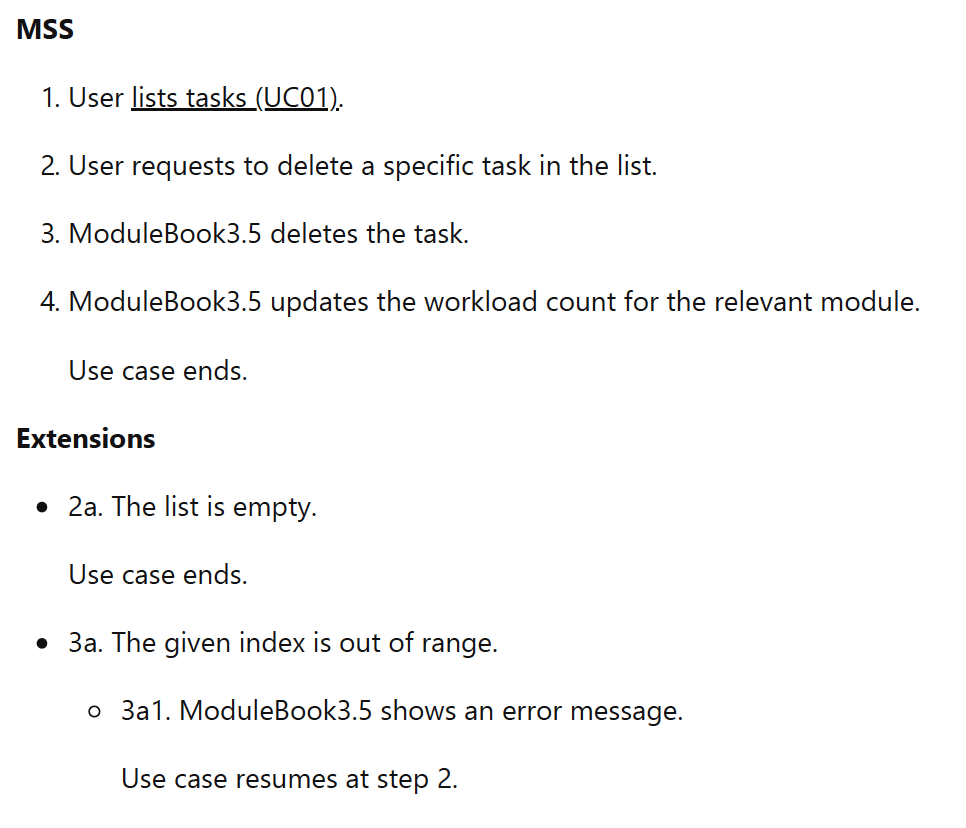 MSS
1. User lists tasks (UC01).
2. User requests to delete a specific task in the list.
3. ModuleBook3.5 deletes the task.
4. ModuleBook3.5 updates the workload count for the relevant module.
Use case ends.
Extensions
• 2a. The list is empty.
Use case ends.
• 3a. The given index is out of range.
○ 3a1. ModuleBook3.5 shows an error message.
Use case resumes at step 2.